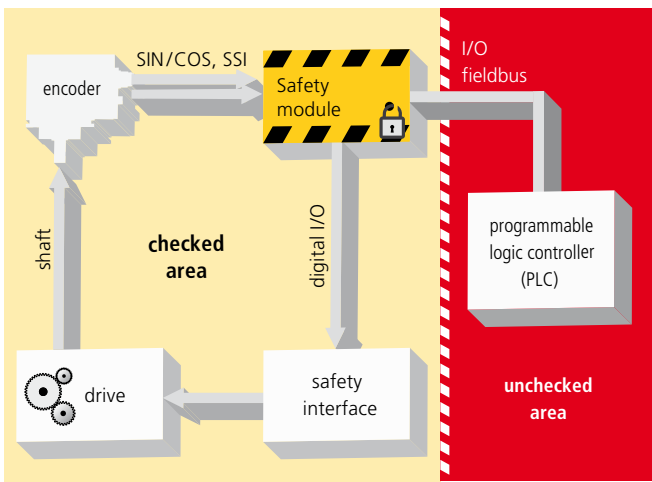 SIN/COS, SSI
I/O
fieldbus
encoder
Safety
module
shaft
checked
area
digital I/O
programmable
logic controller
(PLC)
drive
safety
interface
unchecked
area